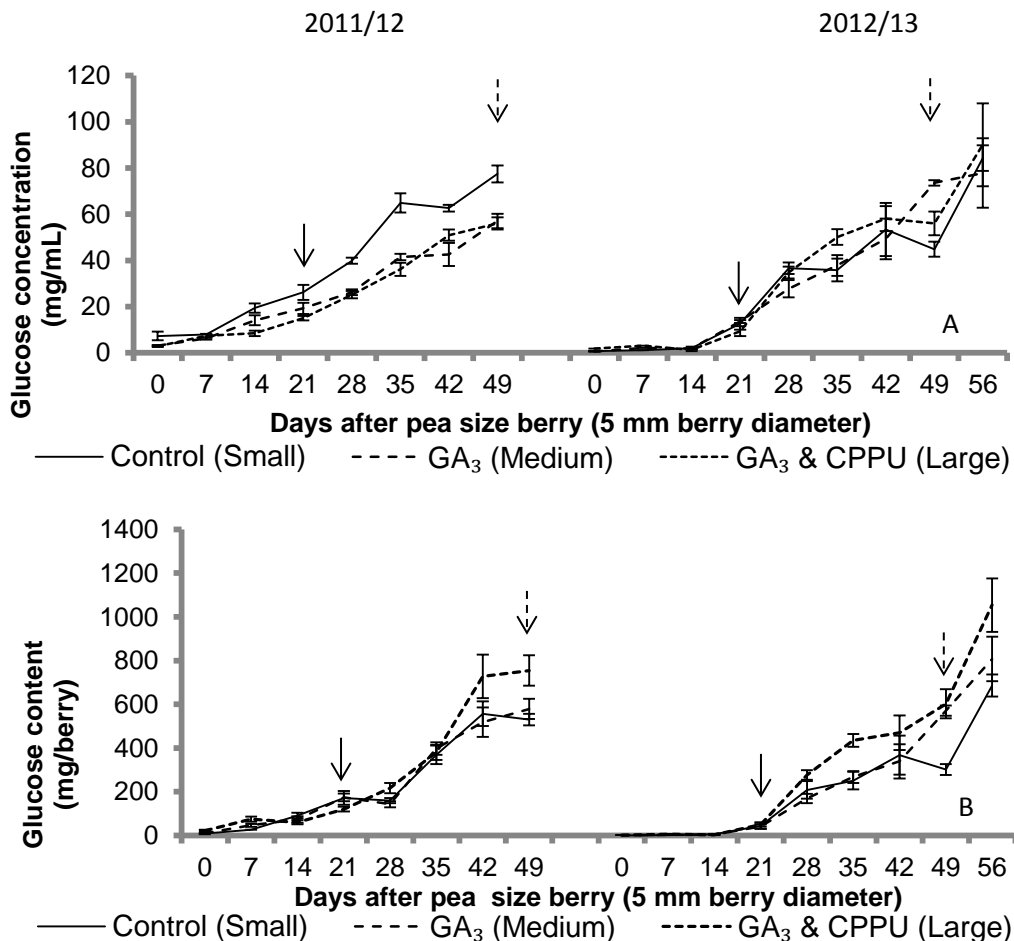 2011/12 2012/13
Glucose concentration
(mg/mL)
120
100
80
60
40
20
0
0 7 14 21 28 35 42 49 0 7 14 21 28 35 42 49 56
A
Days after pea size berry (5 mm berry diameter)
Control (Small) GA₃ (Medium) GA₃ & CPPU (Large)
Glucose content
(mg/berry)
1400
1200
1000
800
600
400
200
0
0 7 14 21 28 35 42 49 0 7 14 21 28 35 42 49 56
B
Days after pea size berry (5 mm berry diameter)
Control (Small) GA₃ (Medium) GA₃ & CPPU (Large)